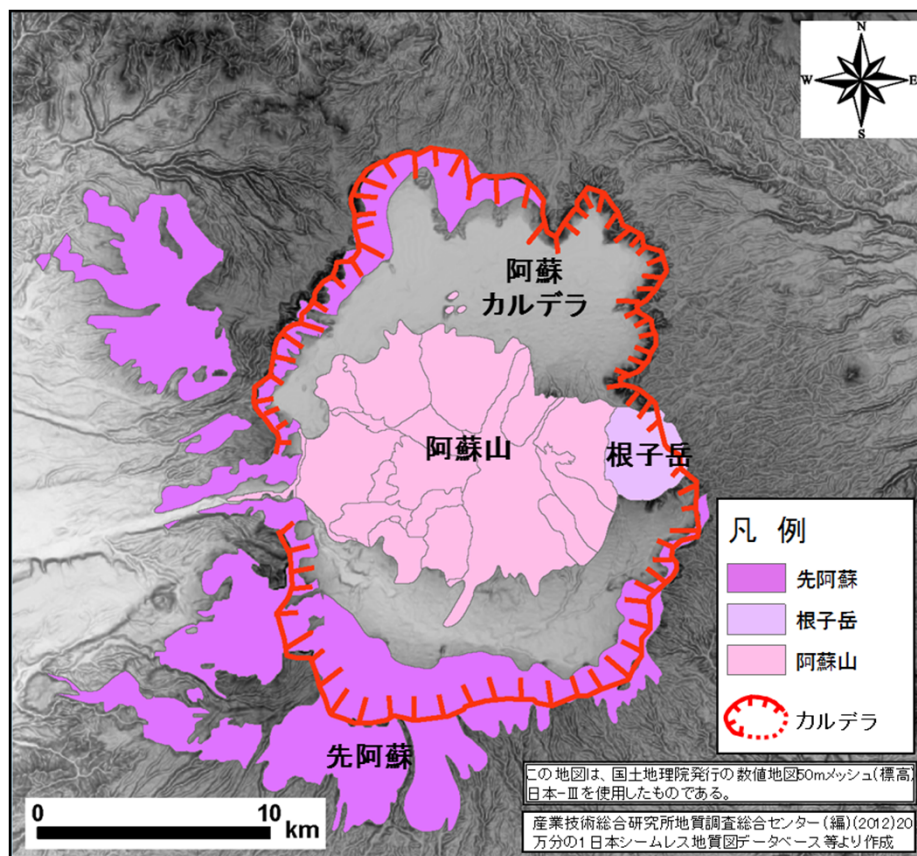 N
W
E
S
阿蘇
カルデラ
阿蘇山
根子岳
先阿蘇
凡 例
先阿蘇
根子岳
阿蘇山
カルデラ
0
10
km
この地図は、国土地理院発行の数値地図50mメッシュ(標高)
日本-Ⅲを使用したものである。
産業技術総合研究所地質調査総合センター(編)(2012)20
万分の1日本シームレス地質図データベース等より作成